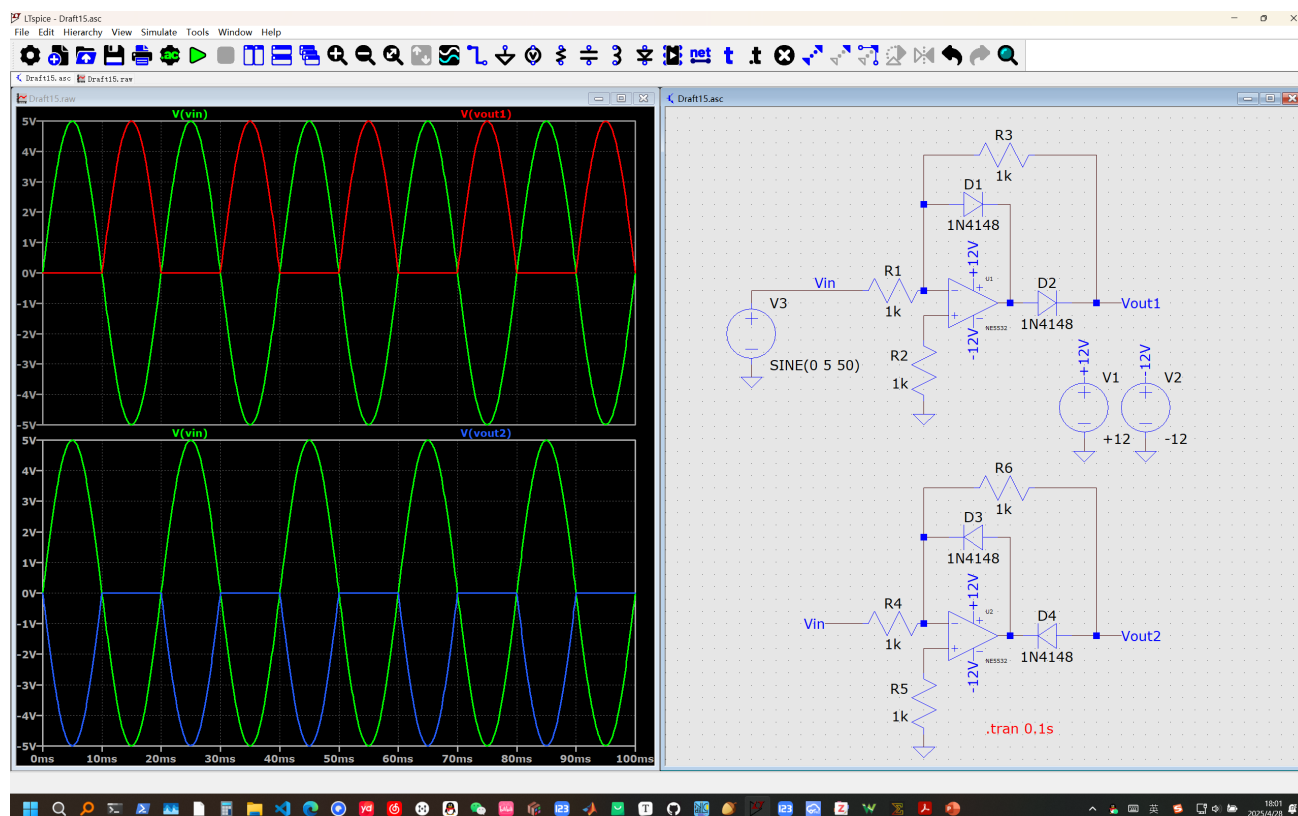 LTspice - Draft15.asc
File Edit Hierarchy View Simulate Tools Window Help
Draft15.asc Draft15.raw
Draft15.raw
V(vin) V(vout1)
5V
4V
3V
2V
1V
0V
-1V
-2V
-3V
-4V
-5V
V(vin) V(vout2)
5V
4V
3V
2V
1V
0V
-1V
-2V
-3V
-4V
-5V
0ms 10ms 20ms 30ms 40ms 50ms 60ms 70ms 80ms 90ms 100ms
Draft15.asc
R3
1k
D1
1N4148
+12V
U1
R1
1k
Vin
V3
SINE(0 5 50)
R2
1k
NE5532
-12V
D2
1N4148
Vout1
+12V
V1
+12
-12V
V2
-12
R6
1k
D3
1N4148
+12V
U2
R4
1k
Vin
R5
1k
NE5532
-12V
D4
1N4148
Vout2
.tran 0.1s
英
18:01
2025/4/28